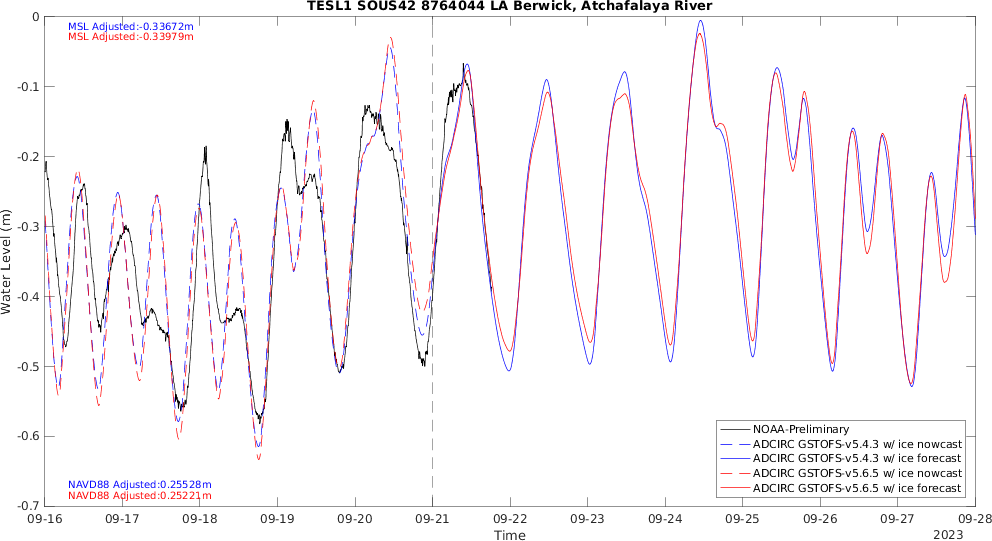 TESL1 SOUS42 8764044 LA Berwick, Atchafalaya River
MSL Adjusted:-0.33672m
MSL Adjusted:-0.33979m
0
-0.1
-0.2
-0.3
-0.4
-0.5
-0.6
-0.7
Water Level (m)
NOAA-Preliminary
ADCIRC GSTOFS-v5.4.3 w/ ice nowcast
ADCIRC GSTOFS-v5.4.3 w/ ice forecast
ADCIRC GSTOFS-v5.6.5 w/ ice nowcast
ADCIRC GSTOFS-v5.6.5 w/ ice forecast
NAVD88 Adjusted:0.25528m
NAVD88 Adjusted:0.25221m
09-16 09-17 09-18 09-19 09-20 09-21 09-22 09-23 09-24 09-25 09-26 09-27 09-28
Time
2023